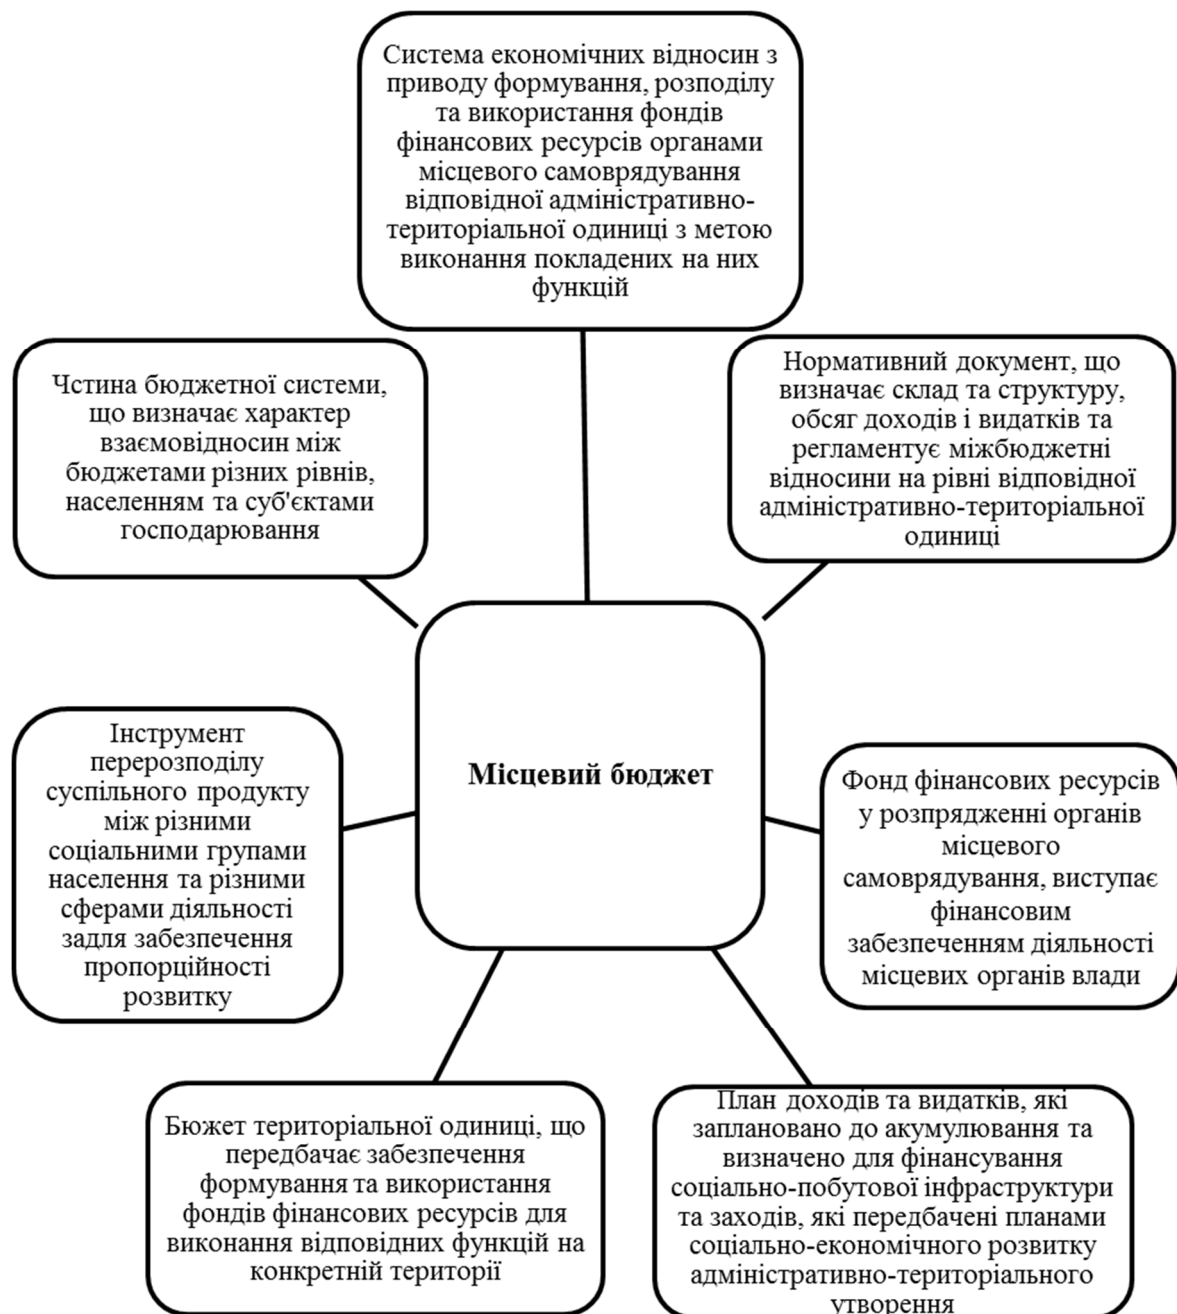 Система економічних відносин з
приводу формування, розподілу
та використання фондів
фінансових ресурсів органами
місцевого самоврядування
відповідної адміністративно-
територіальної одиниці з метою
виконання покладених на них
функцій
Чстина бюджетної системи,
що визначає характер
взаємовідносин між
бюджетами різних рівнів,
населенням та суб'єктами
господарювання
Нормативний документ, що
визначає склад та структуру,
обсяг доходів і видатків та
регламентує міжбюджетні
відносини на рівні відповідної
адміністративно-територіальної
одиниці
Інструмент
перерозподілу
суспільного продукту
між різними
соціальними групами
населення та різними
сферами діяльності
задля забезпечення
пропорційності
розвитку
Місцевий бюджет
Фонд фінансових ресурсів
у розпрядженні органів
місцевого
самоврядування, виступає
фінансовим
забезпеченням діяльності
місцевих органів влади
Бюжет територіальної одиниці, що
передбачає забезпечення
формування та використання
фондів фінансових ресурсів для
виконання відповідних функцій на
конкретній території
План доходів та видатків, які
заплановано до акумулювання та
визначено для фінансування
соціально-побутової інфраструктури
та заходів, які передбачені планами
соціально-економічного розвитку
адміністративно-територіального
утворення